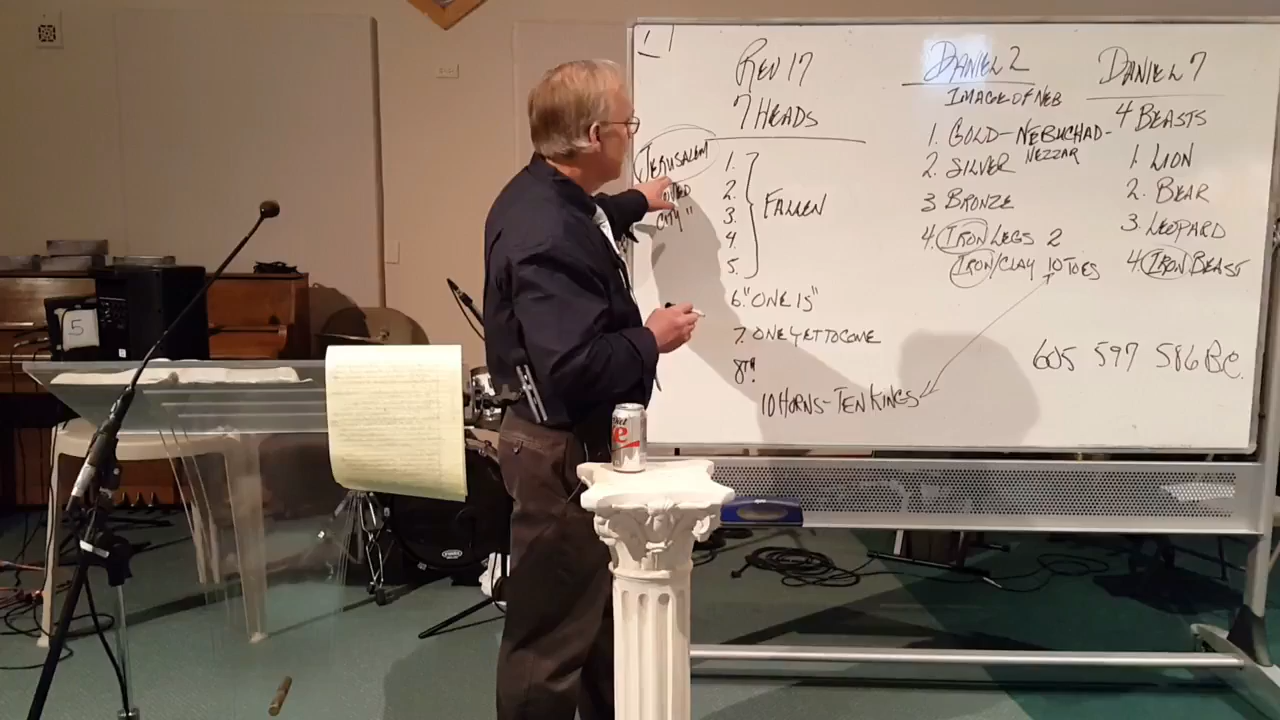 REV 17
7 HEADS
JERUSALEM
CITY"
1.
2.
3.
4.
5.
FALLEN
6. "ONE IS"
7. ONE YET TO COME
8TH
10 HORNS - TEN KINGS
DANIEL 2
IMAGE OF NEB
1. GOLD - NEBUCHAD-
NEZZAR
2. SILVER
3 BRONZE
4. IRON LEGS 2
IRON/CLAY 10 TOES
DANIEL 7
4 BEASTS
1. LION
2. BEAR
3. LEOPARD
4. IRON BEAST
605 597 586 BC.
5